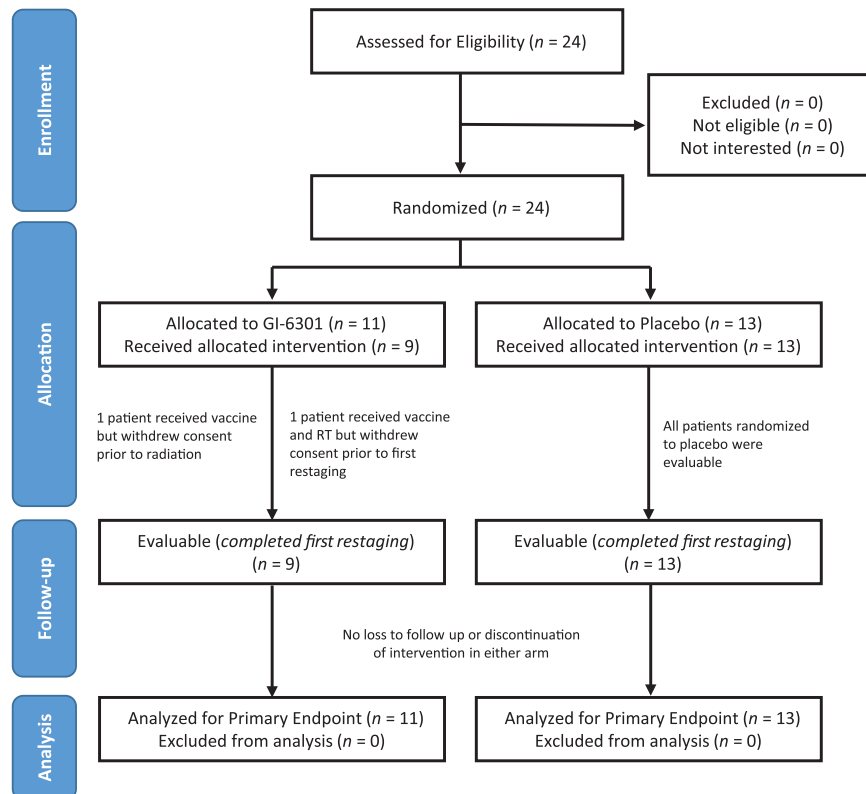 Enrollment
Assessed for Eligibility (n = 24)
Excluded (n = 0)
Not eligible (n = 0)
Not interested (n = 0)
Randomized (n = 24)
Allocation
Allocated to GI-6301 (n = 11)
Received allocated intervention (n = 9)
Allocated to Placebo (n = 13)
Received allocated intervention (n = 13)
1 patient received vaccine
but withdrew consent
prior to radiation
1 patient received vaccine
and RT but withdrew
consent prior to first
restaging
All patients randomized
to placebo were
evaluable
Follow-up
Evaluable (completed first restaging)
(n = 9)
Evaluable (completed first restaging)
(n = 13)
No loss to follow up or discontinuation
of intervention in either arm
Analysis
Analyzed for Primary Endpoint (n = 11)
Excluded from analysis (n = 0)
Analyzed for Primary Endpoint (n = 13)
Excluded from analysis (n = 0)